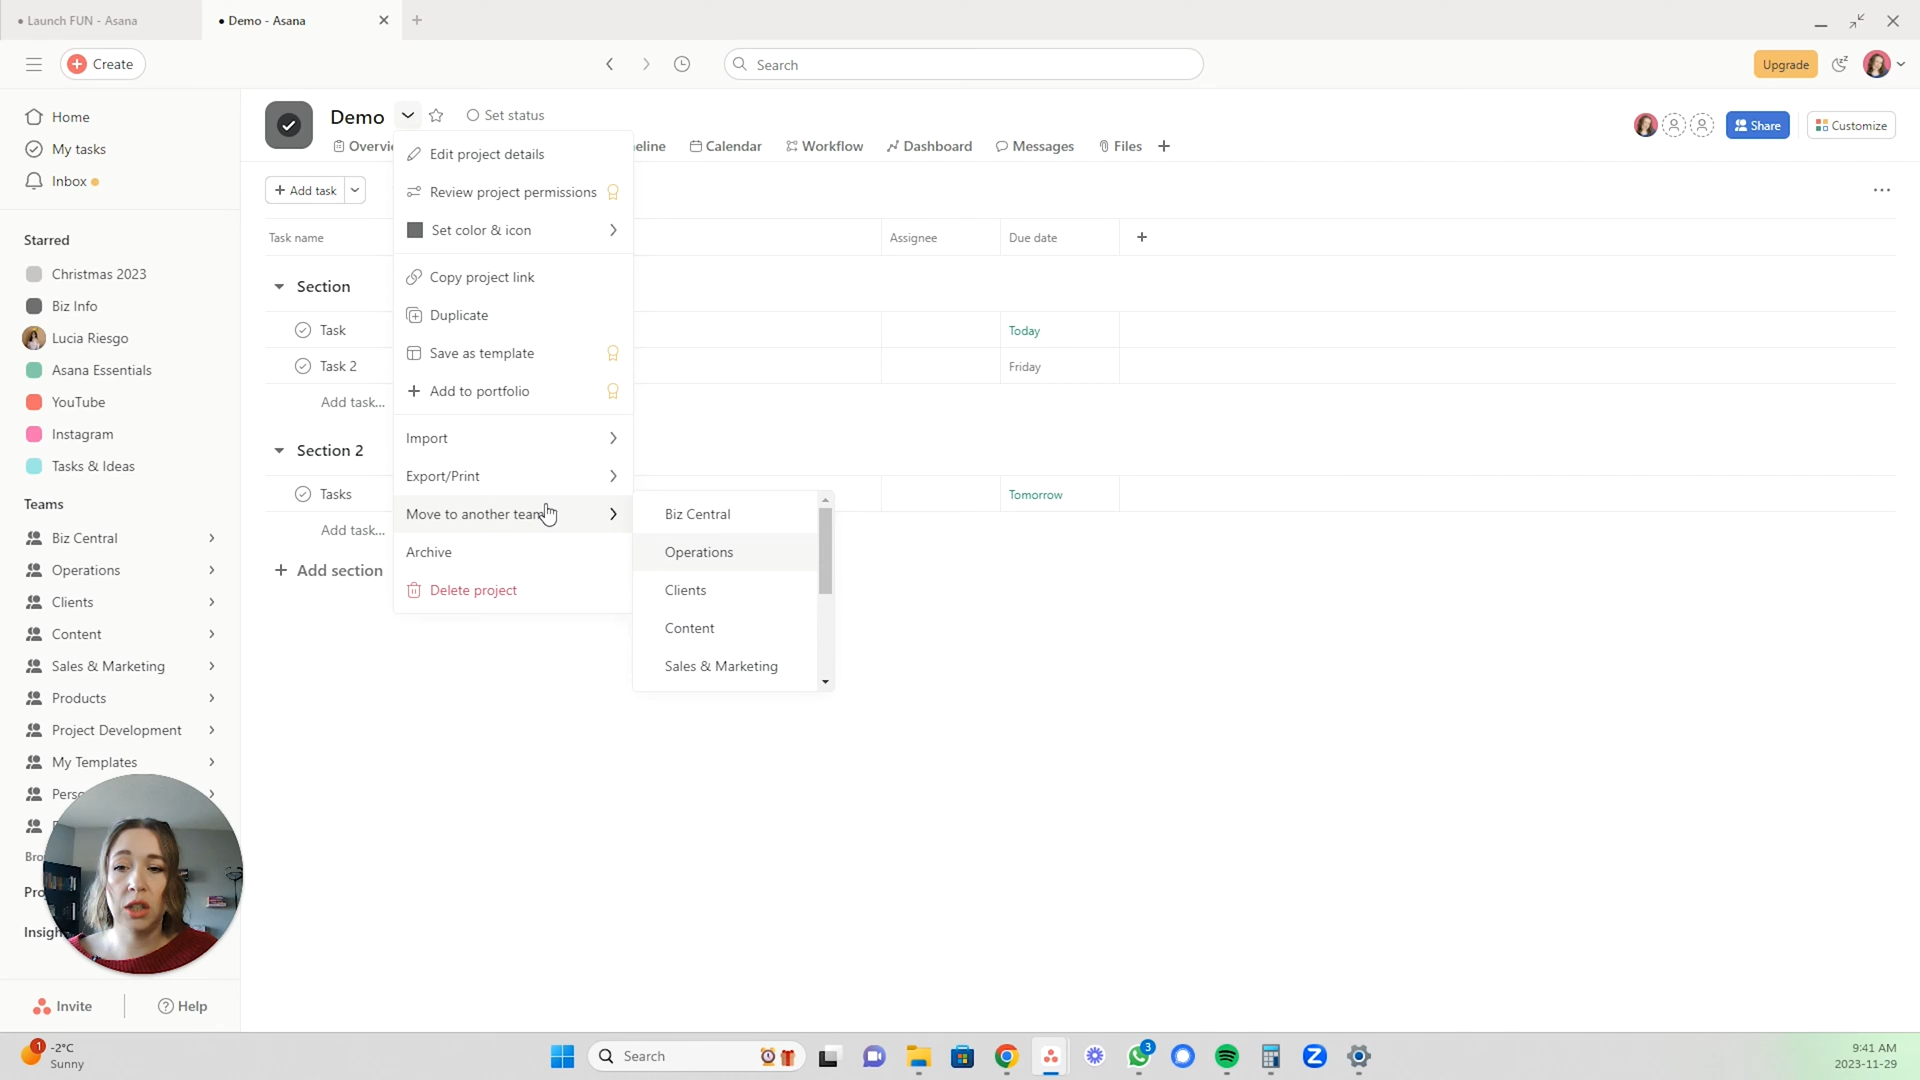 Launch FUN - Asana
Demo - Asana
Create
Search
Upgrade
Home
My tasks
Inbox
Starred
Christmas 2023
Biz Info
Lucia Riesgo
Asana Essentials
YouTube
Instagram
Tasks & Ideas
Teams
Biz Central
Operations
Clients
Content
Sales & Marketing
Products
Project Development
My Templates
Invite
Help
Demo
Set status
Share
Customize
Calendar
Workflow
Dashboard
Messages
Files
Add task
Task name
Assignee
Due date
Section
Task
Today
Task 2
Friday
Add task...
Section 2
Tasks
Tomorrow
Add task...
Add section
Edit project details
Review project permissions
Set color & icon
Copy project link
Duplicate
Save as template
Add to portfolio
Import
Export/Print
Move to another team
Archive
Delete project
Biz Central
Operations
Clients
Content
Sales & Marketing
1
-2°C
Sunny
Search
3
9:41 AM
2023-11-29